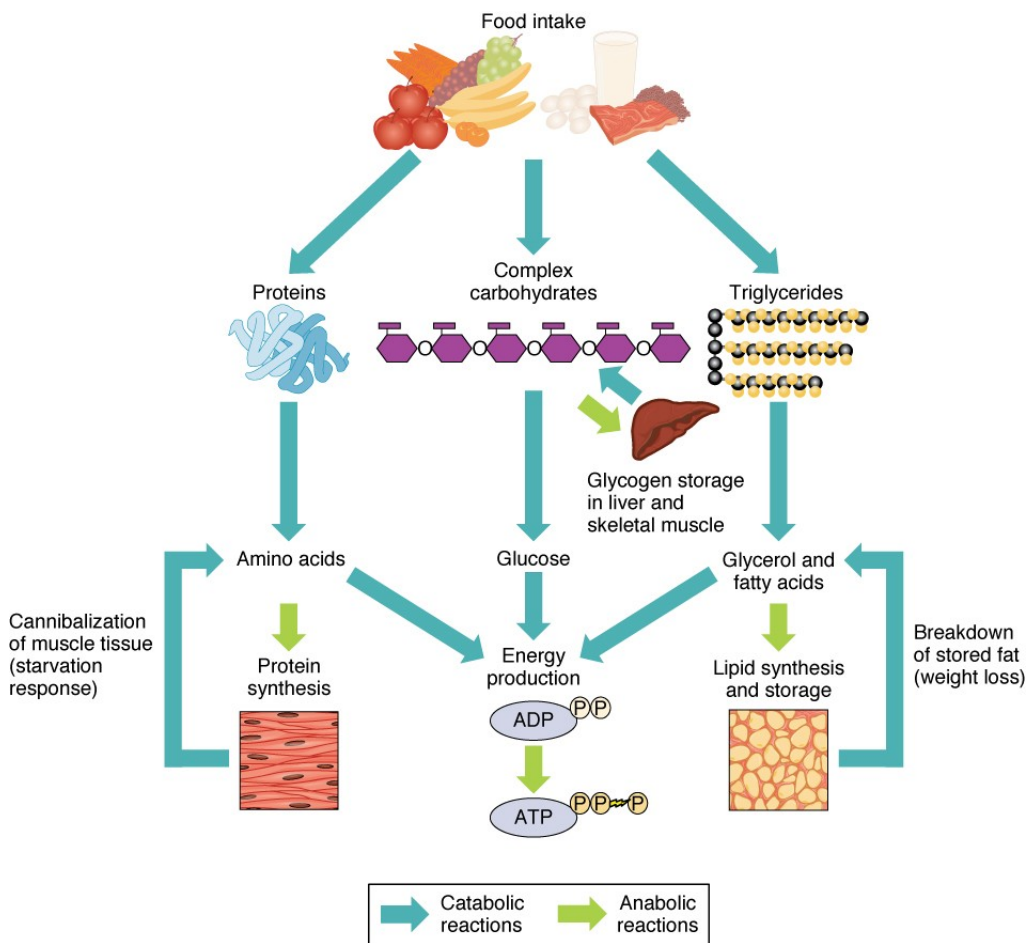 Food intake
Proteins
Complex
carbohydrates
Triglycerides
O O O O O
Glycogen storage
in liver and
skeletal muscle
Amino acids
Glucose
Glycerol and
fatty acids
Cannibalization
of muscle tissue
(starvation
response)
Protein
synthesis
Energy
production
Lipid synthesis
and storage
Breakdown
of stored fat
(weight loss)
ADP P P
ATP P P P
Catabolic
reactions
Anabolic
reactions